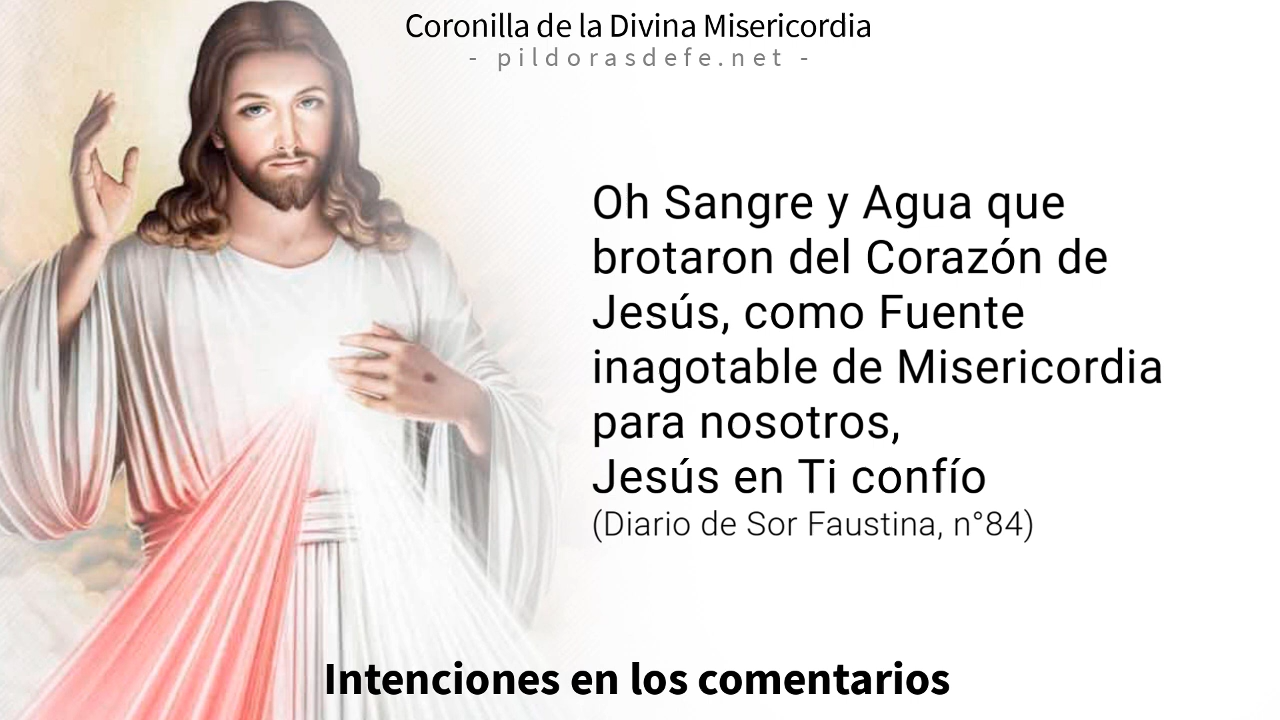 Coronilla de la Divina Misericordia
- pildorasdefe.net -
Oh Sangre y Agua que
brotaron del Corazón de
Jesús, como Fuente
inagotable de Misericordia
para nosotros,
Jesús en Ti confío
(Diario de Sor Faustina, n°84)
Intenciones en los comentarios